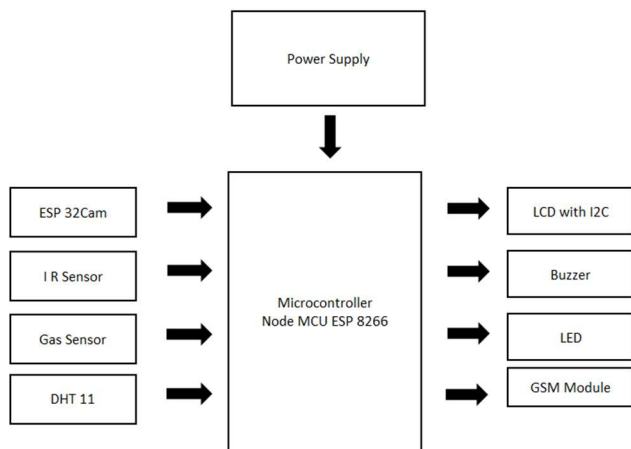 Power Supply
ESP 32Cam
I R Sensor
Gas Sensor
DHT 11
Microcontroller
Node MCU ESP 8266
LCD with I2C
Buzzer
LED
GSM Module